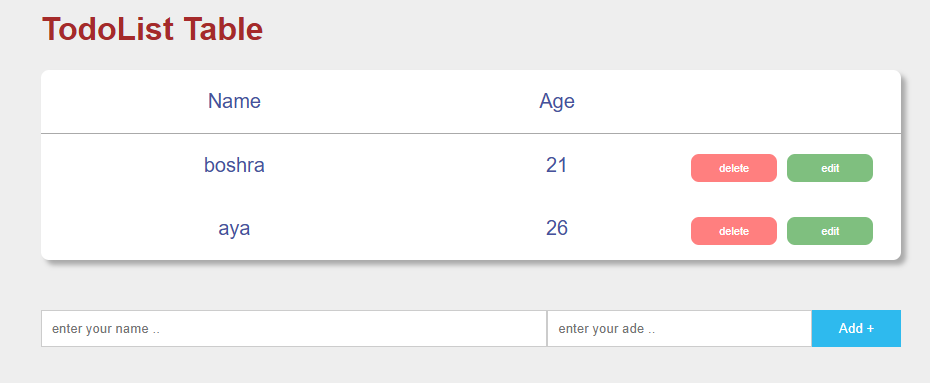 TodoList Table
Name Age
boshra 21 delete edit
aya 26 delete edit
enter your name .. enter your ade .. Add +